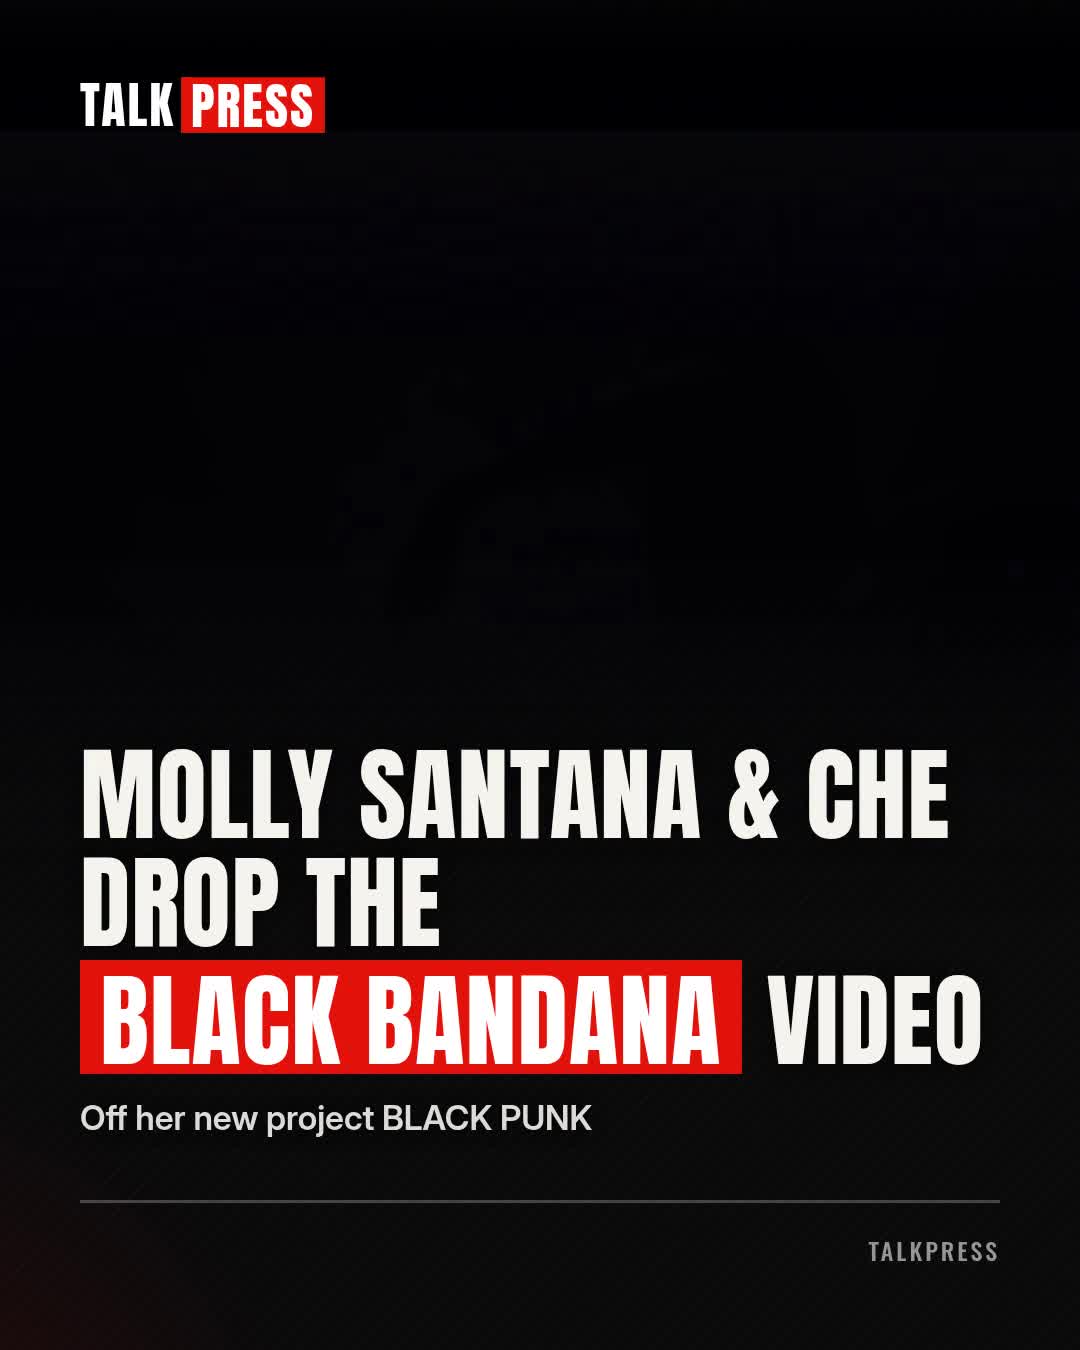 TALK PRESS
MOLLY SANTANA & CHE
DROP THE
BLACK BANDANA VIDEO
Off her new project BLACK PUNK
TALKPRESS